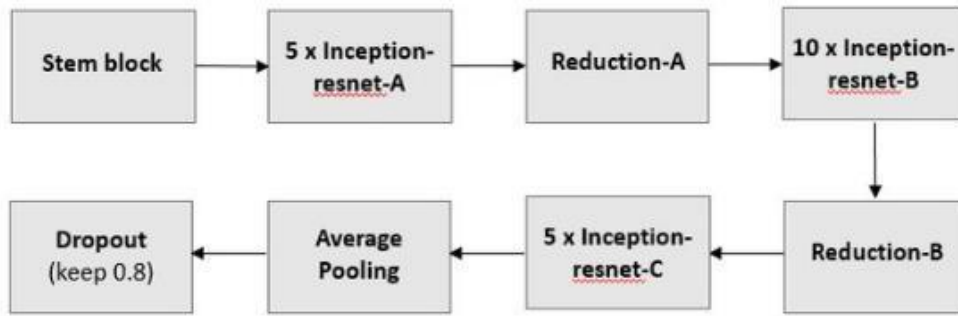 Stem block
5 x Inception-
resnet-A
Reduction-A
10 x Inception-
resnet-B
Reduction-B
5 x Inception-
resnet-C
Average
Pooling
Dropout
(keep 0.8)